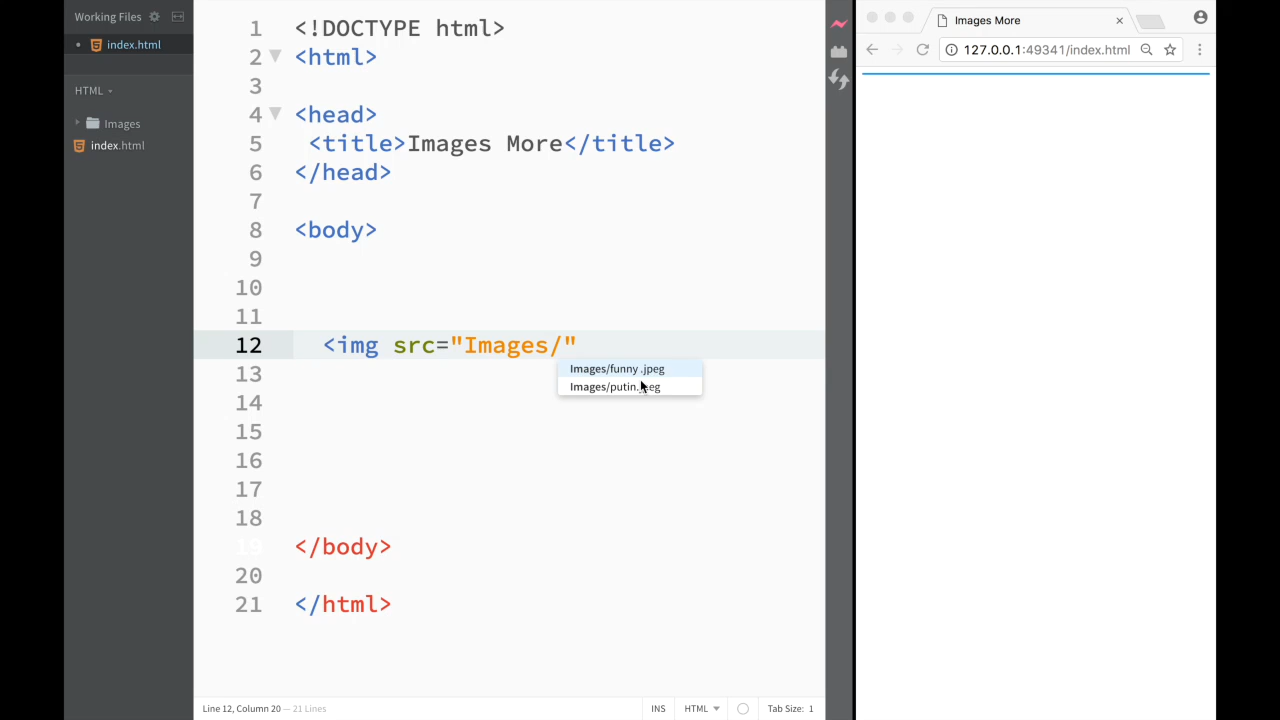 Working Files
index.html
HTML
Images
index.html
1 <!DOCTYPE html>
2 <html>
3
4 <head>
5 <title>Images More</title>
6 </head>
7
8 <body>
9
10
11
12 <img src="Images/"
Images/funny .jpeg
Images/putin.
13
14
15
16
17
18
19 </body>
20
21 </html>
Line 12, Column 20 — 21 Lines
INS
HTML
Tab Size: 1
Images More
127.0.0.1:49341/index.html